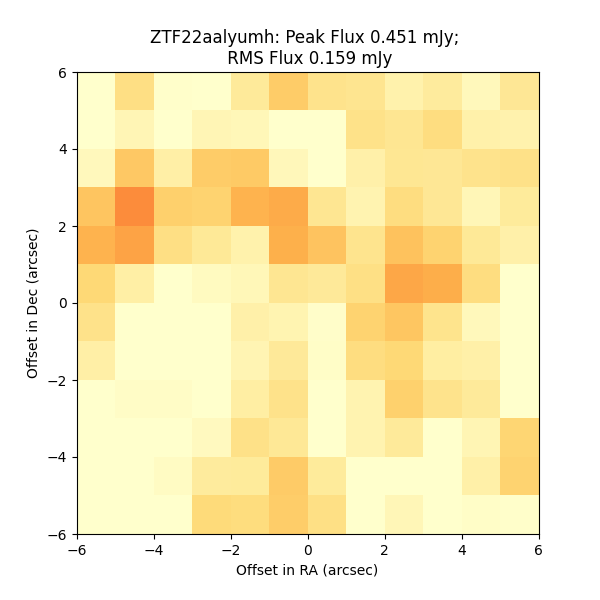 ZTF22aalyumh: Peak Flux 0.451 mJy;
RMS Flux 0.159 mJy
6
4
2
0
−2
−4
−6
Offset in Dec (arcsec)
−6 −4 −2 0 2 4 6
Offset in RA (arcsec)